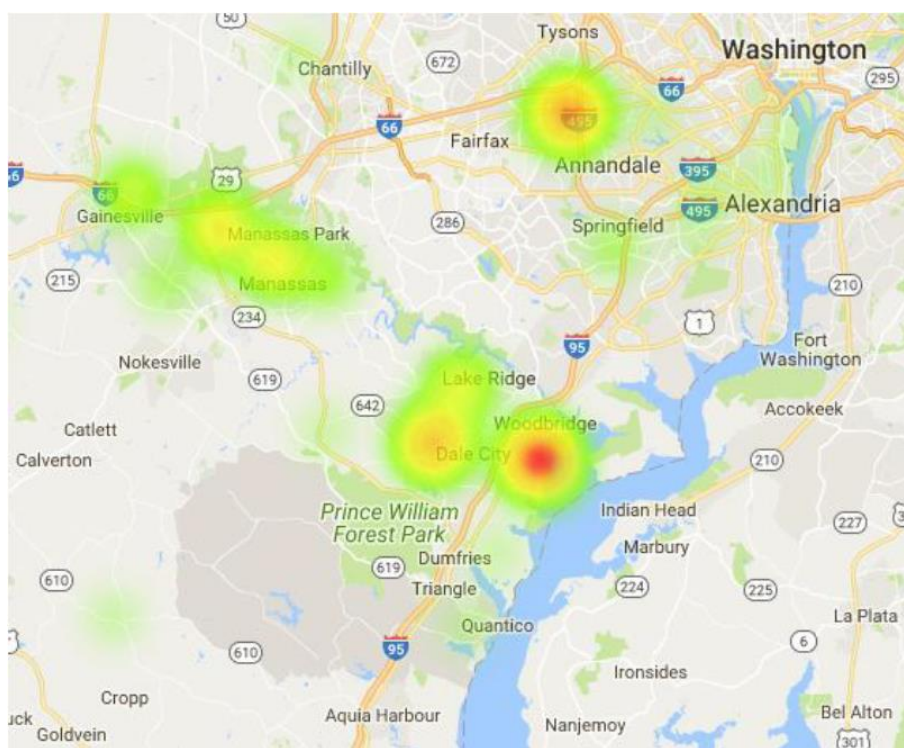 50
Tysons
Washington
Chantilly
672
66
295
66
495
Fairfax
Annandale
395
29
66
Gainesville
Alexandria
495
286
Springfield
Manassas Park
Manassas
215
210
234
1
95
Fort
Washington
Nokesville
619
Lake Ridge
642
Woodbridge
Accokeek
Catlett
Dale City
Calverton
210
Prince William
Forest Park
Indian Head
227
Marbury
Dumfries
619
610
Triangle
224
225
La Plata
Quantico
6
610
95
Ironsides
Cropp
Aquia Harbour
Bel Alton
Nanjemoy
Goldvein
301